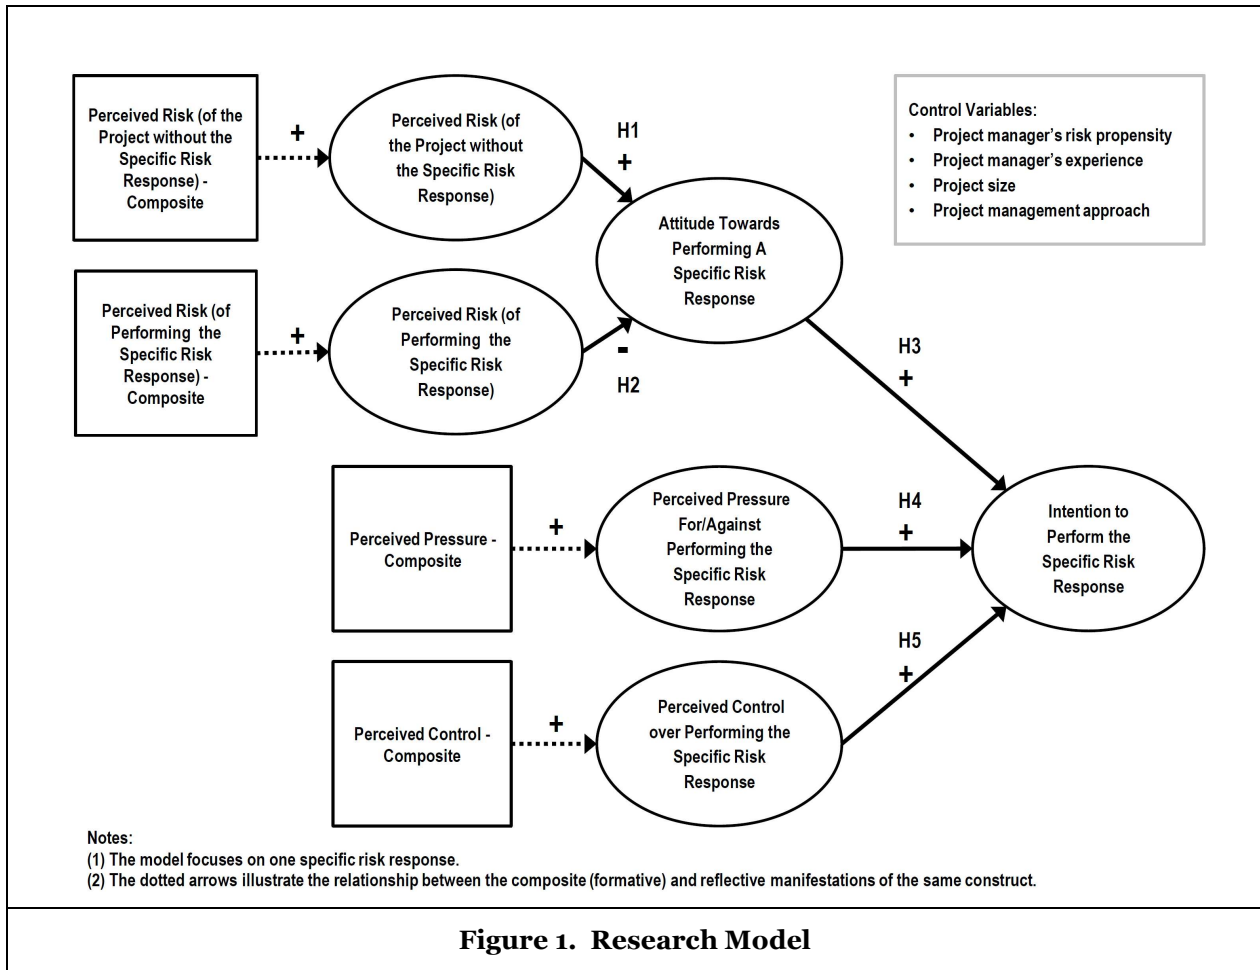 Perceived Risk (of the
Project without the
Specific Risk
Response) -
Composite
+
Perceived Risk (of
the Project without
the Specific Risk
Response)
H1
+
Control Variables:
• Project manager's risk propensity
• Project manager's experience
• Project size
• Project management approach
Attitude Towards
Performing A
Specific Risk
Response
Perceived Risk (of
Performing the
Specific Risk
Response) -
Composite
+
Perceived Risk (of
Performing the
Specific Risk
Response)
-
H2
H3
+
Perceived Pressure -
Composite
+
Perceived Pressure
For/Against
Performing the
Specific Risk
Response
H4
+
Intention to
Perform the
Specific Risk
Response
Perceived Control -
Composite
+
Perceived Control
over Performing the
Specific Risk
Response
H5
+
Notes:
(1) The model focuses on one specific risk response.
(2) The dotted arrows illustrate the relationship between the composite (formative) and reflective manifestations of the same construct.
Figure 1. Research Model